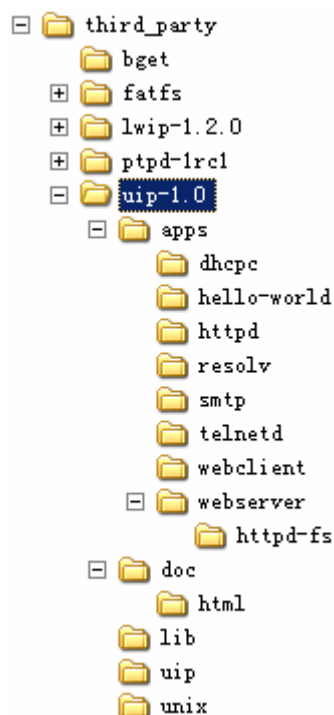 third_party
bget
fatfs
lwip-1.2.0
ptpd-1rc1
uip-1.0
apps
dhcpc
hello-world
httpd
resolv
smtp
telnetd
webclient
webserver
httpd-fs
doc
html
lib
uip
unix